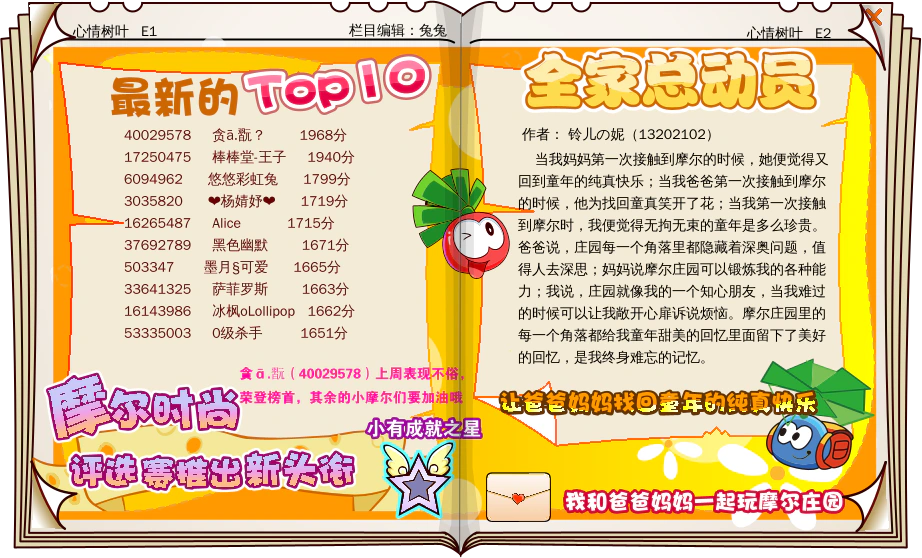 心情树叶 E1
栏目编辑：兔兔
最新的Top10
40029578 贪ā.翫？ 1968分
17250475 棒棒堂-王子 1940分
6094962 悠悠彩虹兔 1799分
3035820 ❤杨婧妤❤ 1719分
16265487 Alice 1715分
37692789 黑色幽默 1671分
503347 墨月§可爱 1665分
33641325 萨菲罗斯 1663分
16143986 冰枫oLollipop 1662分
53335003 0级杀手 1651分
貪ā.翫（40029578）上周表现不俗，
荣登榜首，其余的小摩尔们要加油哦
摩尔时尚
小有成就之星
评选赛推出新头衔
心情树叶 E2
全家总动员
作者： 铃儿の妮（13202102）
当我妈妈第一次接触到摩尔的时候，她便觉得又
回到童年的纯真快乐；当我爸爸第一次接触到摩尔
的时候，他为找回童真笑开了花；当我第一次接触
到摩尔时，我便觉得无拘无束的童年是多么珍贵。
爸爸说，庄园每一个角落里都隐藏着深奥问题，值
得人去深思；妈妈说摩尔庄园可以锻炼我的各种能
力；我说，庄园就像我的一个知心朋友，当我难过
的时候可以让我敞开心扉诉说烦恼。摩尔庄园里的
每一个角落都给我童年甜美的回忆里面留下了美好
的回忆，是我终身难忘的记忆。
让爸爸妈妈找回童年的纯真快乐
我和爸爸妈妈一起玩摩尔庄园